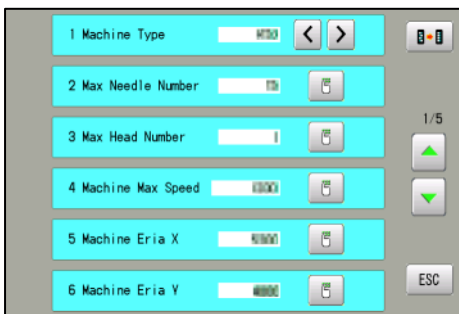 1 Machine Type
2 Max Needle Number
3 Max Head Number
1/5
4 Machine Max Speed
5 Machine Eria X
6 Machine Eria Y
ESC